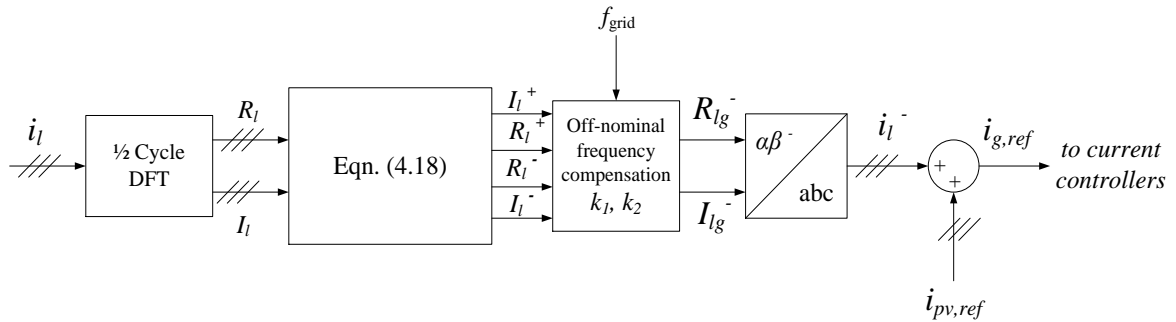 f_grid
i_l
½ Cycle
DFT
R_l
I_l
Eqn. (4.18)
I_l^+
R_l^+
R_l^-
I_l^-
Off-nominal
frequency
compensation
k_1, k_2
R_lg^-
I_lg^-
αβ^-
abc
i_l^-
+
+
i_g,ref
to current
controllers
i_pv,ref